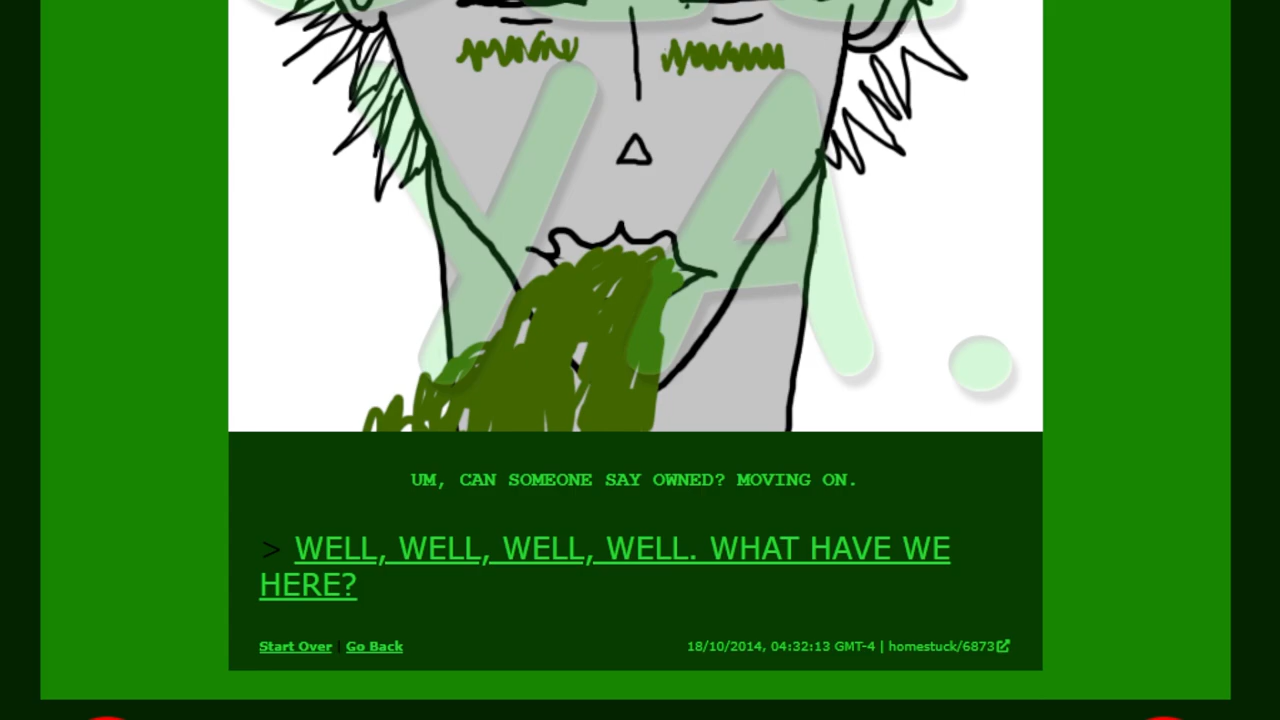 YA.
UM, CAN SOMEONE SAY OWNED? MOVING ON.
> WELL, WELL, WELL, WELL. WHAT HAVE WE
HERE?
Start Over | Go Back
18/10/2014, 04:32:13 GMT-4 | homestuck/6873